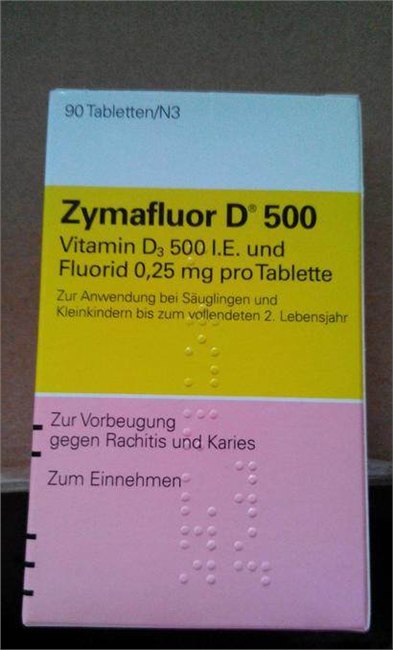 90 Tabletten/N3
Zymafluor D® 500
Vitamin D₃ 500 I.E. und
Fluorid 0,25 mg pro Tablette
Zur Anwendung bei Säuglingen und
Kleinkindern bis zum vollendeten 2. Lebensjahr
Zur Vorbeugung
gegen Rachitis und Karies
Zum Einnehmen